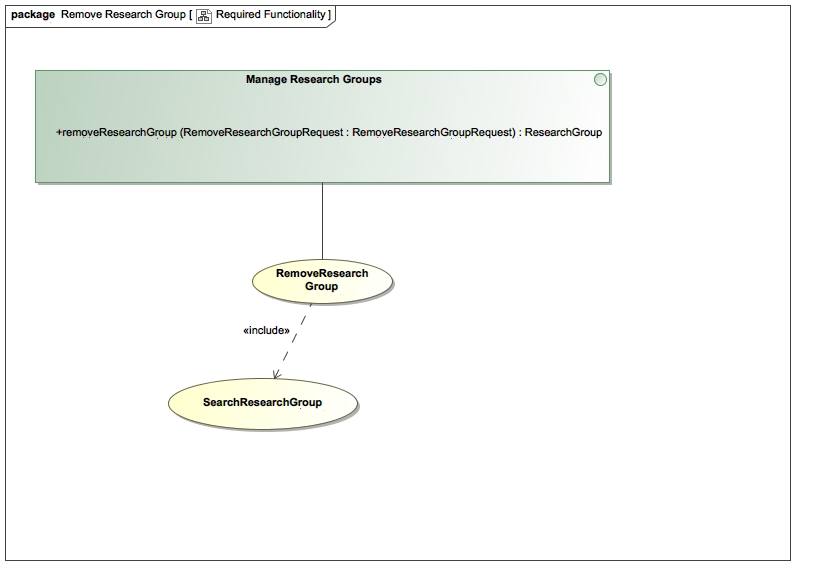 package Remove Research Group [ Required Functionality ]
Manage Research Groups
+removeResearchGroup (RemoveResearchGroupRequest : RemoveResearchGroupRequest) : ResearchGroup
RemoveResearch
Group
«include»
SearchResearchGroup